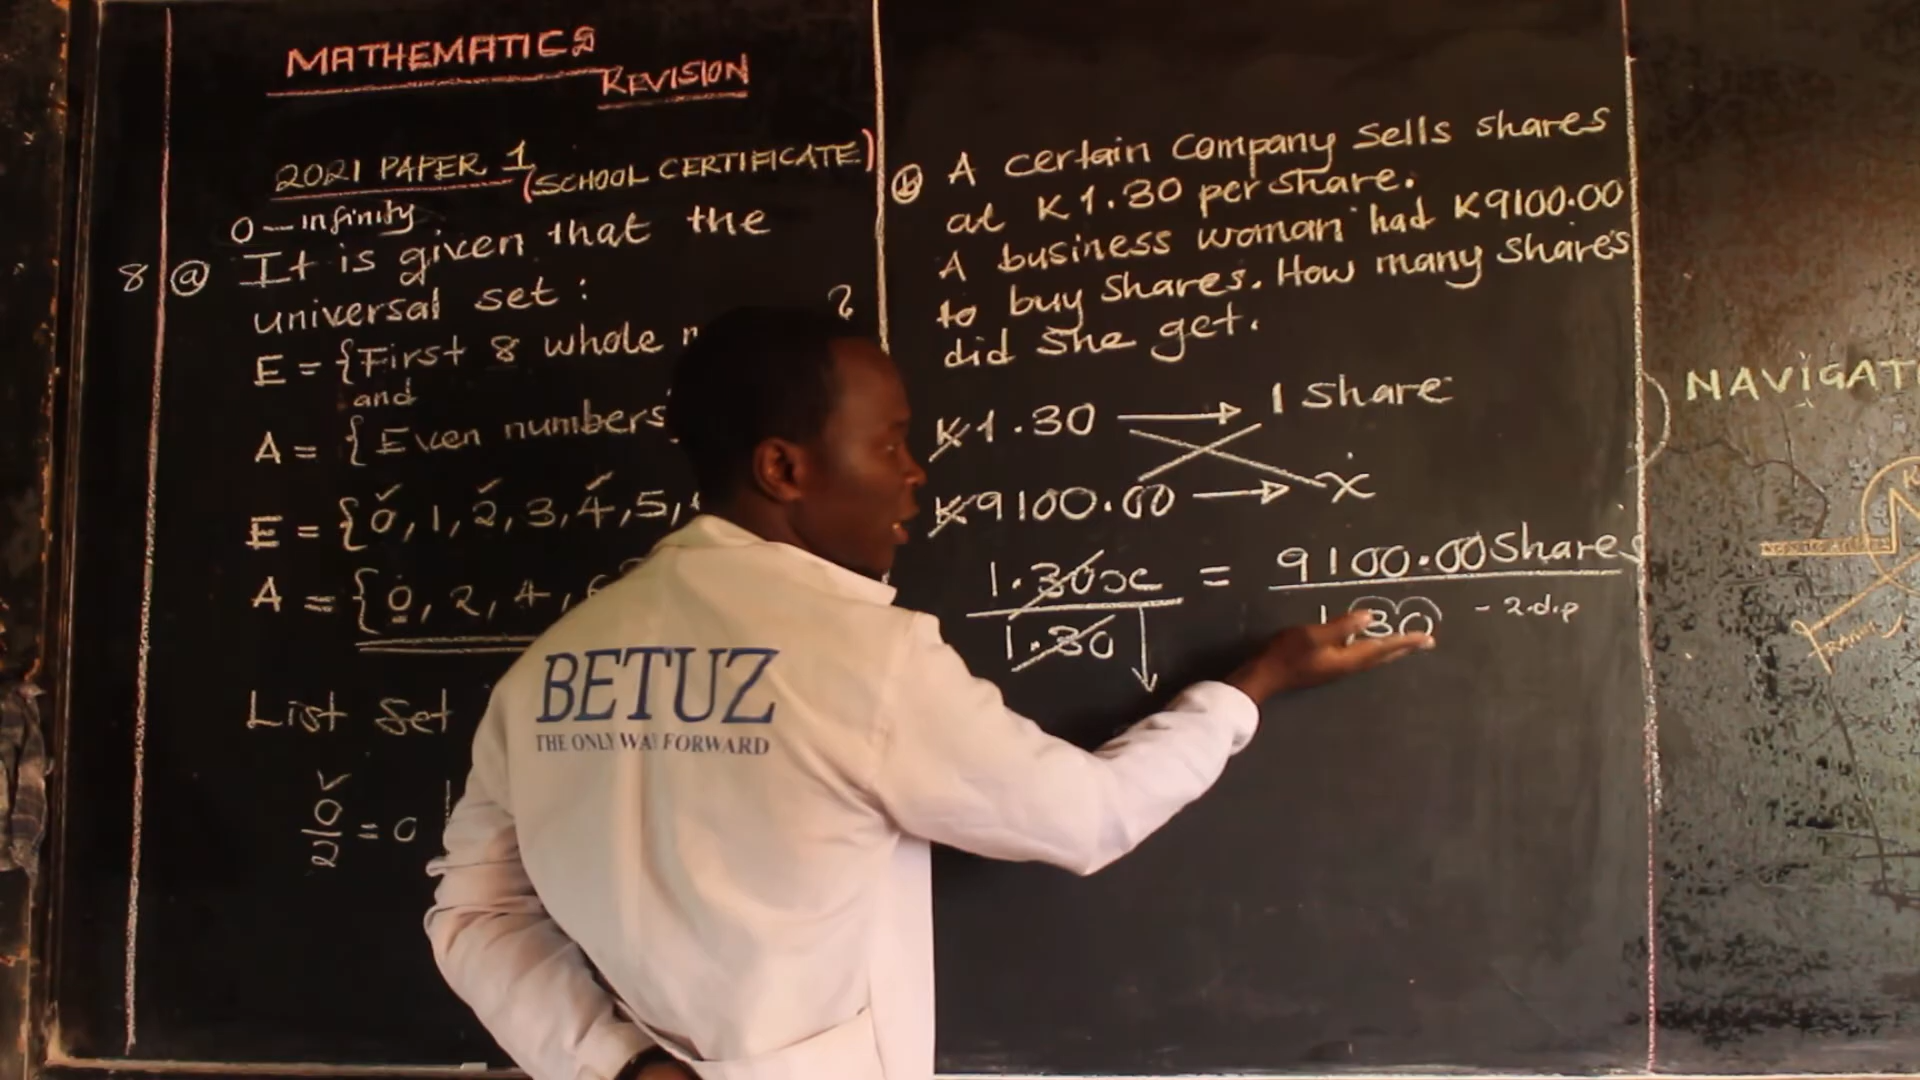 MATHEMATICS
REVISION
2021 PAPER 1
(SCHOOL CERTIFICATE)
0 — infinity
8 (a) It is given that the
universal set :
E = {First 8 whole
and
A = {Even numbers
E = {0, 1, 2, 3, 4, 5,
A = {0, 2, 4, 6
List Set
0/2 = 0
?
(b) A certain company sells shares
at K1.30 per share.
A business woman had K9100.00
to buy shares. How many shares
did she get.
K1.30 → 1 share
K9100.00 → x
1.30x = 9100.00 shares
1.30 1.30 - 2.d.p
NAVIGAT
BETUZ
THE ONLY WAY FORWARD